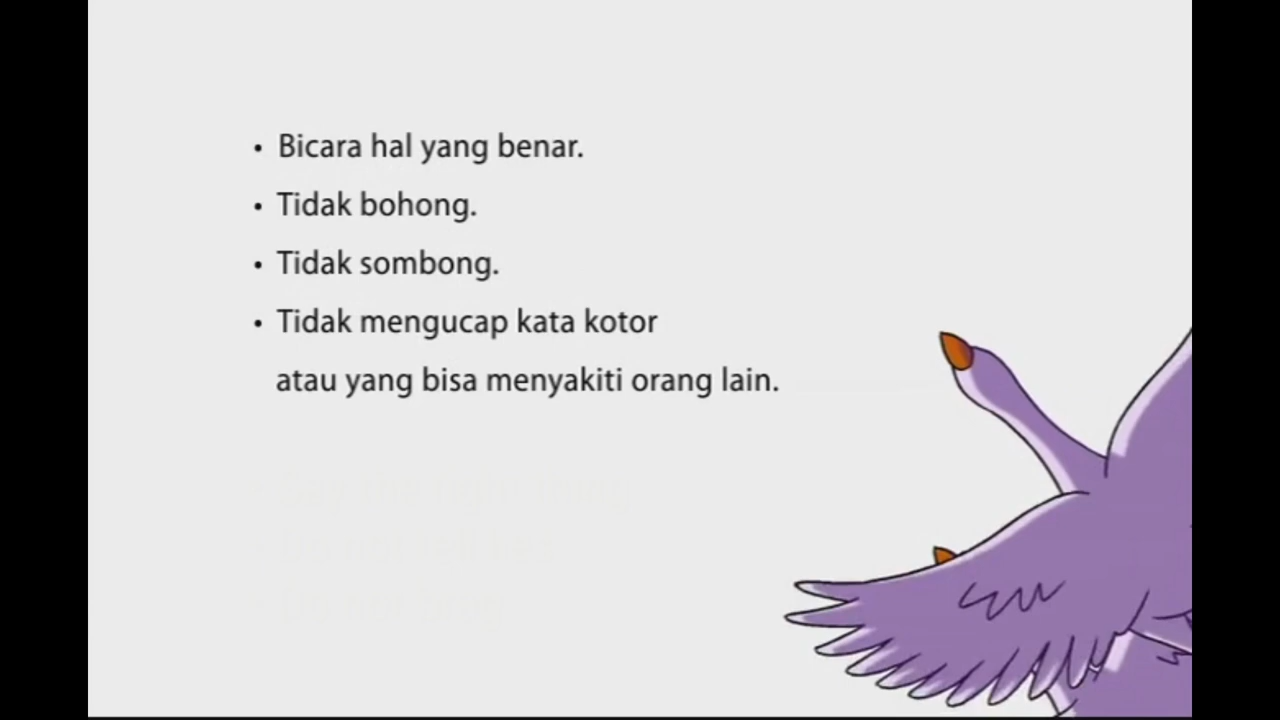 • Bicara hal yang benar.
• Tidak bohong.
• Tidak sombong.
• Tidak mengucap kata kotor
atau yang bisa menyakiti orang lain.